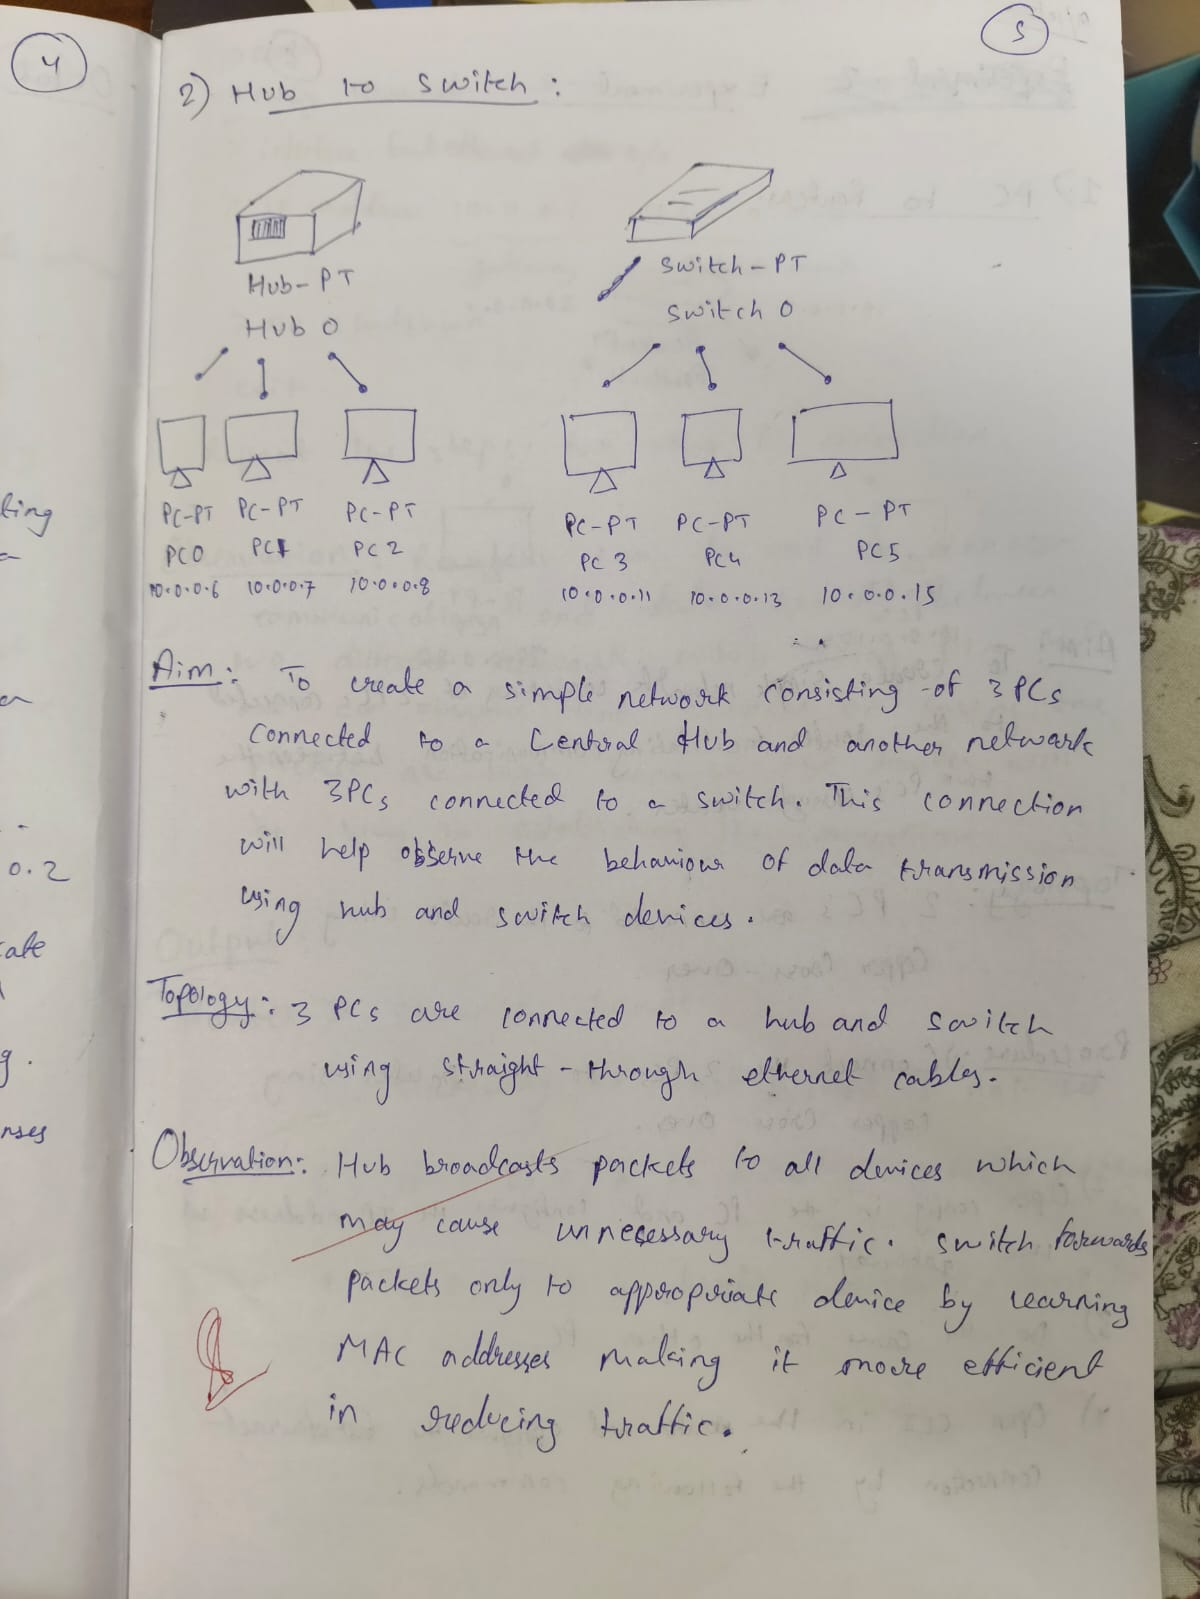 4
5
2) Hub to switch :
Hub-PT
Hub 0
Switch-PT
Switch 0
PC-PT PC-PT PC-PT
PC0 PC1 PC2
10.0.0.6 10.0.0.7 10.0.0.8
PC-PT PC-PT PC-PT
PC3 PC4 PC5
10.0.0.11 10.0.0.13 10.0.0.15
Aim: To create a simple network consisting of 3 PCs
connected to a Central Hub and another network
with 3PCs connected to a switch. This connection
will help observe the behaviour of data transmission
using hub and switch devices.
Topology: 3 PCs are connected to a hub and switch
using straight-through ethernet cables.
Observation: Hub broadcasts packets to all devices which
may cause unnecessary traffic. switch forwards
packets only to appropriate device by learning
MAC addresses making it more efficient
in reducing traffic.
0.2